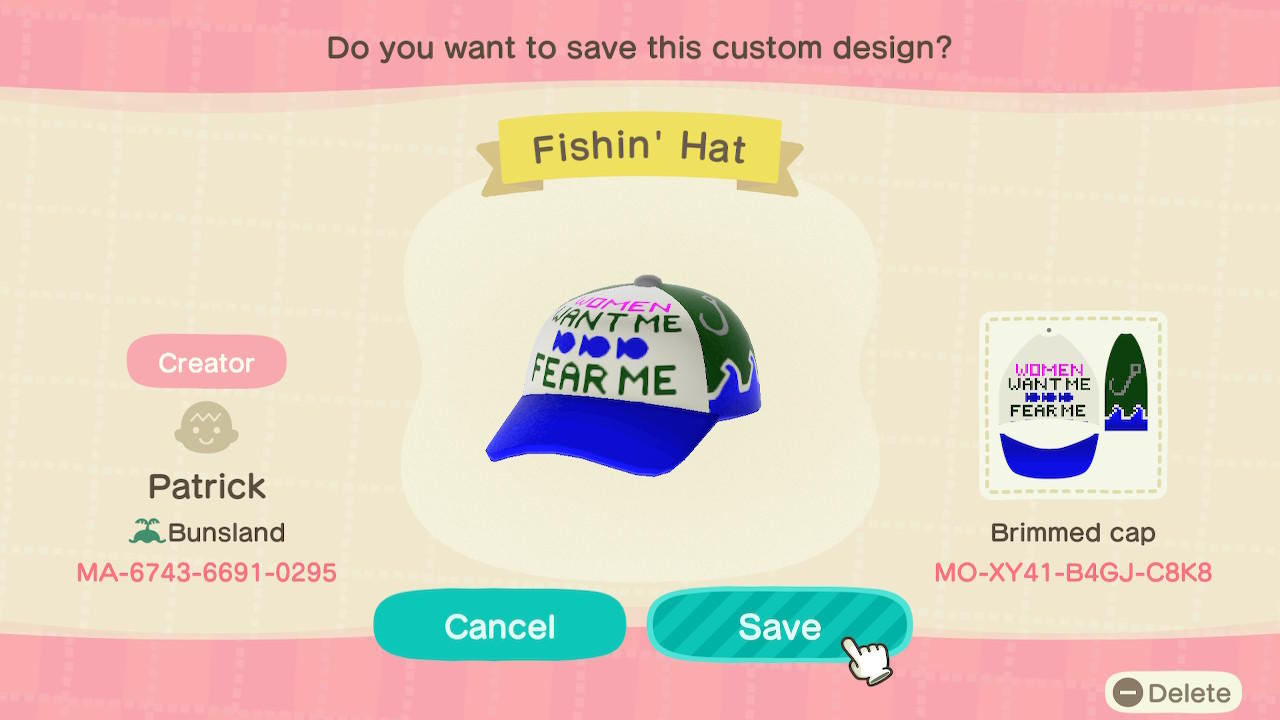 Do you want to save this custom design?
Fishin' Hat
WOMEN
WANT ME
FEAR ME
Creator
Patrick
Bunsland
MA-6743-6691-0295
WOMEN
WANT ME
FEAR ME
Brimmed cap
MO-XY41-B4GJ-C8K8
Cancel
Save
Delete